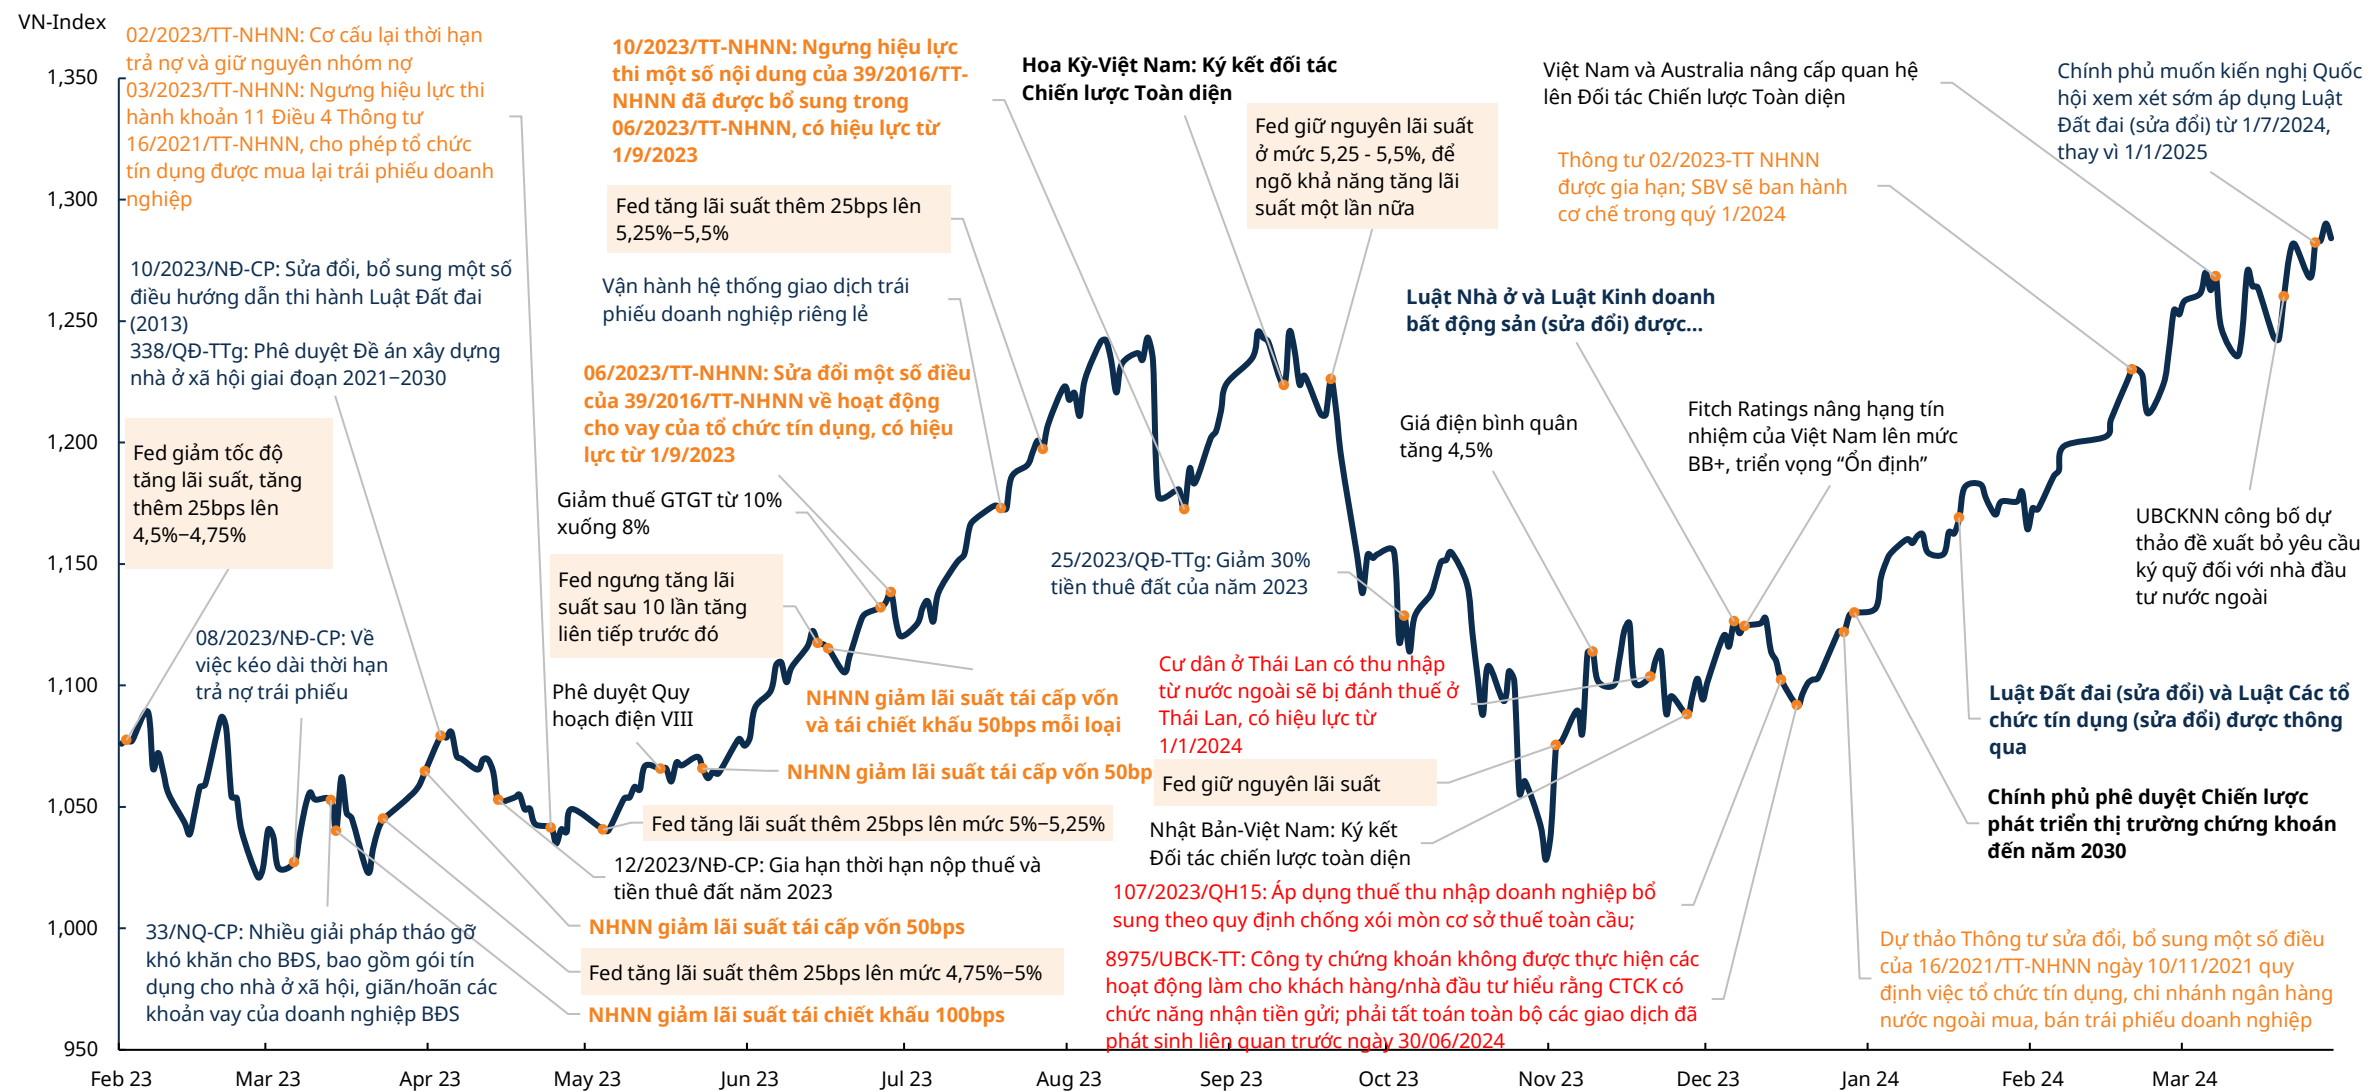 VN-Index
1,350
1,300
1,250
1,200
1,150
1,100
1,050
1,000
950
02/2023/TT-NHNN: Cơ cấu lại thời hạn
trả nợ và giữ nguyên nhóm nợ
03/2023/TT-NHNN: Ngưng hiệu lực thi
hành khoản 11 Điều 4 Thông tư
16/2021/TT-NHNN, cho phép tổ chức
tín dụng được mua lại trái phiếu doanh
nghiệp
10/2023/NĐ-CP: Sửa đổi, bổ sung một số
điều hướng dẫn thi hành Luật Đất đai
(2013)
338/QĐ-TTg: Phê duyệt Đề án xây dựng
nhà ở xã hội giai đoạn 2021–2030
Fed giảm tốc độ
tăng lãi suất, tăng
thêm 25bps lên
4,5%–4,75%
08/2023/NĐ-CP: Về
việc kéo dài thời hạn
trả nợ trái phiếu
33/NQ-CP: Nhiều giải pháp tháo gỡ
khó khăn cho BĐS, bao gồm gói tín
dụng cho nhà ở xã hội, giãn/hoãn các
khoản vay của doanh nghiệp BĐS
10/2023/TT-NHNN: Ngưng hiệu lực
thi một số nội dung của 39/2016/TT-
NHNN đã được bổ sung trong
06/2023/TT-NHNN, có hiệu lực từ
1/9/2023
Fed tăng lãi suất thêm 25bps lên
5,25%–5,5%
Vận hành hệ thống giao dịch trái
phiếu doanh nghiệp riêng lẻ
06/2023/TT-NHNN: Sửa đổi một số điều
của 39/2016/TT-NHNN về hoạt động
cho vay của tổ chức tín dụng, có hiệu
lực từ 1/9/2023
Giảm thuế GTGT từ 10%
xuống 8%
Fed ngưng tăng lãi
suất sau 10 lần tăng
liên tiếp trước đó
Phê duyệt Quy
hoạch điện VIII
NHNN giảm lãi suất tái cấp vốn
và tái chiết khấu 50bps mỗi loại
NHNN giảm lãi suất tái cấp vốn 50bp
Fed tăng lãi suất thêm 25bps lên mức 5%–5,25%
12/2023/NĐ-CP: Gia hạn thời hạn nộp thuế và
tiền thuê đất năm 2023
NHNN giảm lãi suất tái cấp vốn 50bps
Fed tăng lãi suất thêm 25bps lên mức 4,75%–5%
NHNN giảm lãi suất tái chiết khấu 100bps
Hoa Kỳ-Việt Nam: Ký kết đối tác
Chiến lược Toàn diện
Fed giữ nguyên lãi suất
ở mức 5,25 - 5,5%, để
ngõ khả năng tăng lãi
suất một lần nữa
25/2023/QĐ-TTg: Giảm 30%
tiền thuê đất của năm 2023
Cư dân ở Thái Lan có thu nhập
từ nước ngoài sẽ bị đánh thuế ở
Thái Lan, có hiệu lực từ
1/1/2024
Fed giữ nguyên lãi suất
Nhật Bản-Việt Nam: Ký kết
Đối tác chiến lược toàn diện
107/2023/QH15: Áp dụng thuế thu nhập doanh nghiệp bổ
sung theo quy định chống xói mòn cơ sở thuế toàn cầu;
8975/UBCK-TT: Công ty chứng khoán không được thực hiện các
hoạt động làm cho khách hàng/nhà đầu tư hiểu rằng CTCK có
chức năng nhận tiền gửi; phải tất toán toàn bộ các giao dịch đã
phát sinh liên quan trước ngày 30/06/2024
Việt Nam và Australia nâng cấp quan hệ
lên Đối tác Chiến lược Toàn diện
Thông tư 02/2023-TT NHNN
được gia hạn; SBV sẽ ban hành
cơ chế trong quý 1/2024
Luật Nhà ở và Luật Kinh doanh
bất động sản (sửa đổi) được...
Giá điện bình quân
tăng 4,5%
Fitch Ratings nâng hạng tín
nhiệm của Việt Nam lên mức
BB+, triển vọng “Ổn định”
Chính phủ muốn kiến nghị Quốc
hội xem xét sớm áp dụng Luật
Đất đai (sửa đổi) từ 1/7/2024,
thay vì 1/1/2025
UBCKNN công bố dự
thảo đề xuất bỏ yêu cầu
ký quỹ đối với nhà đầu
tư nước ngoài
Luật Đất đai (sửa đổi) và Luật Các tổ
chức tín dụng (sửa đổi) được thông
qua
Chính phủ phê duyệt Chiến lược
phát triển thị trường chứng khoán
đến năm 2030
Dự thảo Thông tư sửa đổi, bổ sung một số điều
của 16/2021/TT-NHNN ngày 10/11/2021 quy
định việc tổ chức tín dụng, chi nhánh ngân hàng
nước ngoài mua, bán trái phiếu doanh nghiệp
Feb 23
Mar 23
Apr 23
May 23
Jun 23
Jul 23
Aug 23
Sep 23
Oct 23
Nov 23
Dec 23
Jan 24
Feb 24
Mar 24